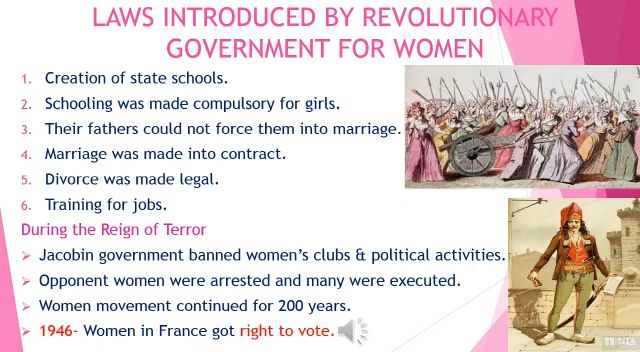 LAWS INTRODUCED BY REVOLUTIONARY
GOVERNMENT FOR WOMEN
1. Creation of state schools.
2. Schooling was made compulsory for girls.
3. Their fathers could not force them into marriage.
4. Marriage was made into contract.
5. Divorce was made legal.
6. Training for jobs.
During the Reign of Terror
Jacobin government banned women's clubs & political activities.
Opponent women were arrested and many were executed.
Women movement continued for 200 years.
1946- Women in France got right to vote.